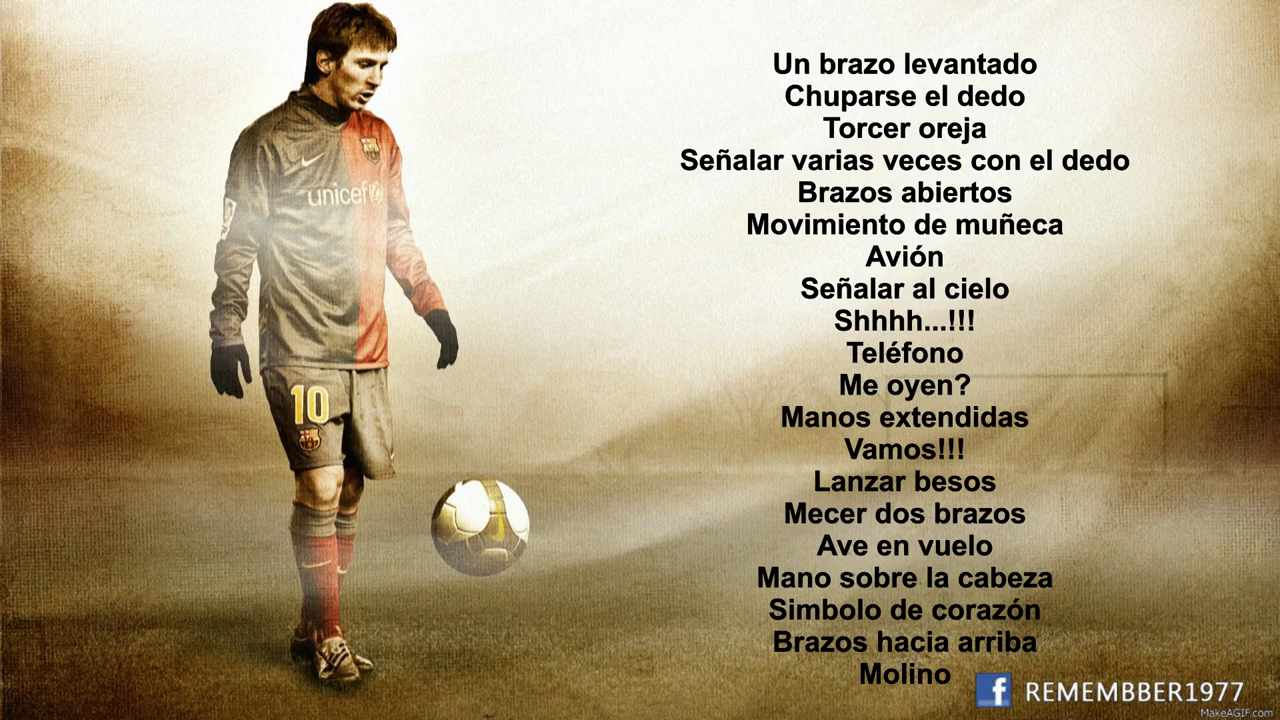 Un brazo levantado
Chuparse el dedo
Torcer oreja
Señalar varias veces con el dedo
Brazos abiertos
Movimiento de muñeca
Avión
Señalar al cielo
Shhhh...!!!
Teléfono
Me oyen?
Manos extendidas
Vamos!!!
Lanzar besos
Mecer dos brazos
Ave en vuelo
Mano sobre la cabeza
Simbolo de corazón
Brazos hacia arriba
Molino
unicef
10
f REMEMBBER1977
MakeAGIF.com